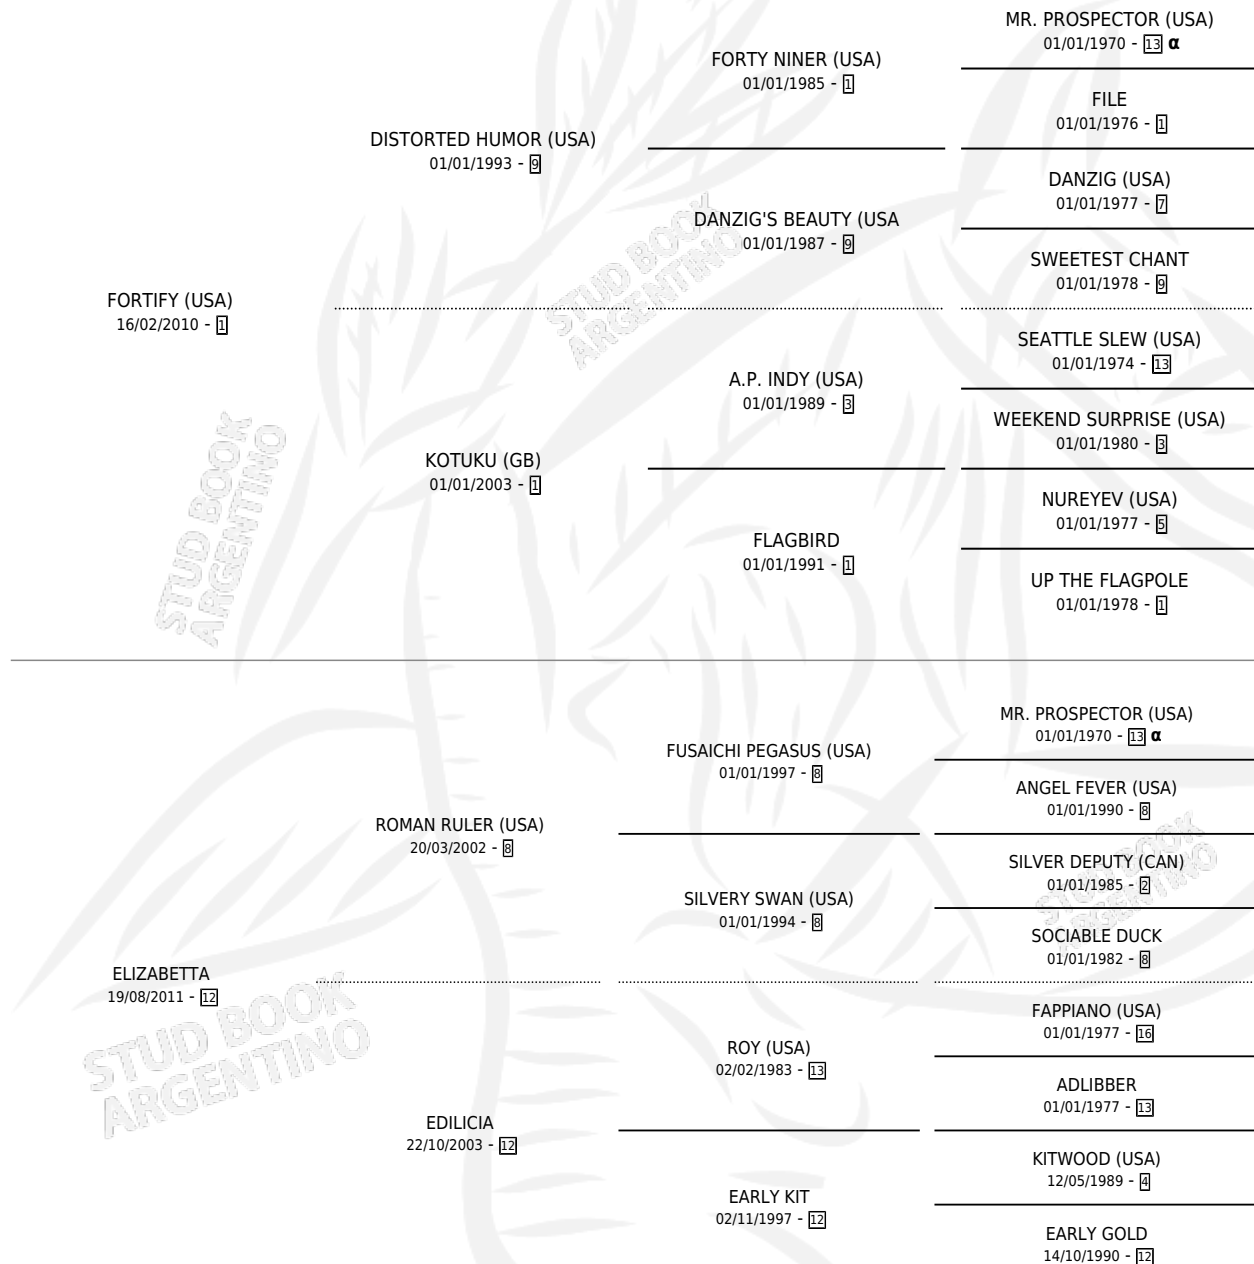 MR. PROSPECTOR (USA)
01/01/1970 - 13 α
FORTY NINER (USA)
01/01/1985 - 1
FILE
01/01/1976 - 1
DISTORTED HUMOR (USA)
01/01/1993 - 9
DANZIG (USA)
01/01/1977 - 7
DANZIG'S BEAUTY (USA
01/01/1987 - 9
SWEETEST CHANT
01/01/1978 - 9
FORTIFY (USA)
16/02/2010 - 1
STUD BOOK
ARGENTINO
SEATTLE SLEW (USA)
01/01/1974 - 13
A.P. INDY (USA)
01/01/1989 - 3
WEEKEND SURPRISE (USA)
01/01/1980 - 3
KOTUKU (GB)
01/01/2003 - 1
NUREYEV (USA)
01/01/1977 - 5
FLAGBIRD
01/01/1991 - 1
UP THE FLAGPOLE
01/01/1978 - 1
STUD BOOK
ARGENTINO
MR. PROSPECTOR (USA)
01/01/1970 - 13 α
FUSAICHI PEGASUS (USA)
01/01/1997 - 8
ANGEL FEVER (USA)
01/01/1990 - 8
ROMAN RULER (USA)
20/03/2002 - 8
SILVER DEPUTY (CAN)
01/01/1985 - 2
SILVERY SWAN (USA)
01/01/1994 - 8
SOCIABLE DUCK
01/01/1982 - 8
STUD BOOK
ARGENTINO
ELIZABETTA
19/08/2011 - 12
FAPPIANO (USA)
01/01/1977 - 16
ROY (USA)
02/02/1983 - 13
ADLIBBER
01/01/1977 - 13
EDILICIA
22/10/2003 - 12
KITWOOD (USA)
12/05/1989 - 4
EARLY KIT
02/11/1997 - 12
EARLY GOLD
14/10/1990 - 12
STUD BOOK
ARGENTINO